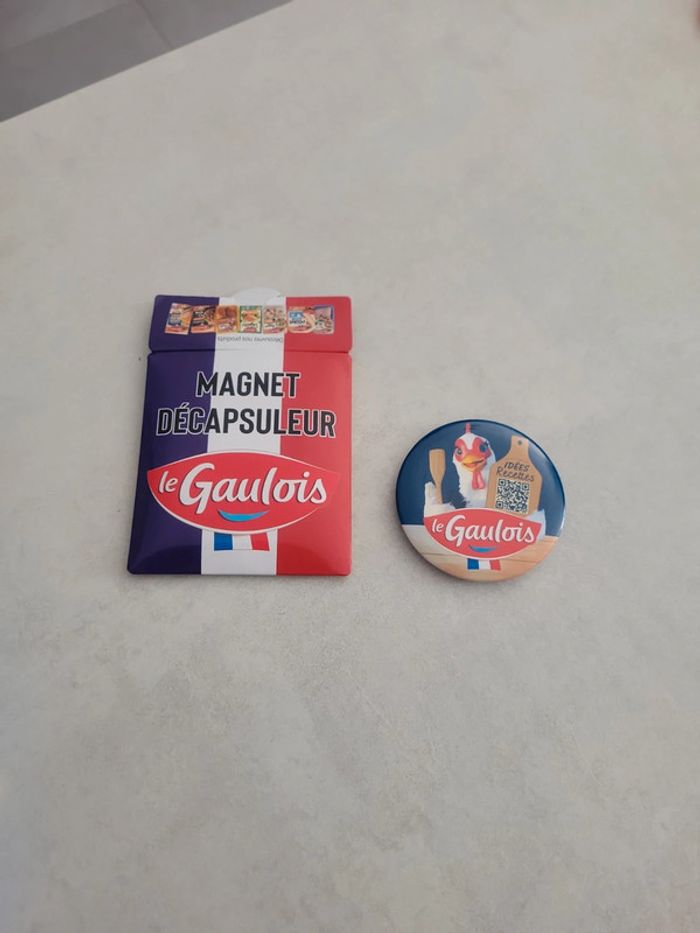 Découvrez nos produits
MAGNET
DÉCAPSULEUR
le Gaulois
IDÉES
Recettes
le Gaulois